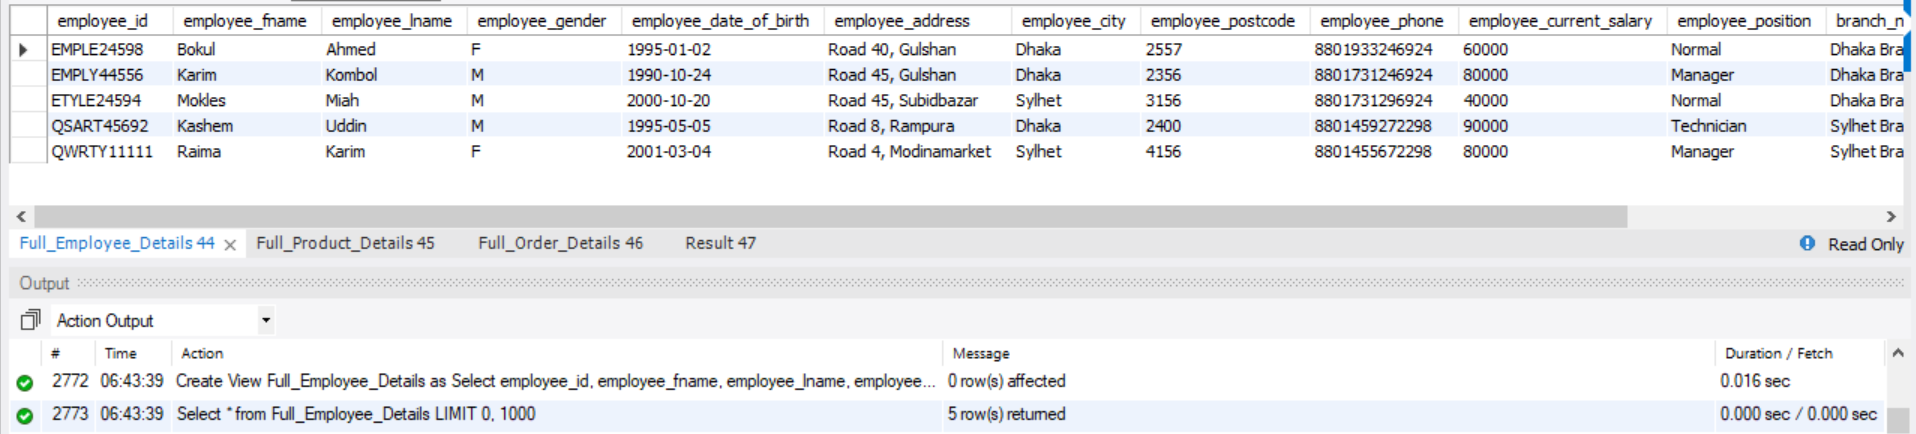 employee_id employee_fname employee_lname employee_gender employee_date_of_birth employee_address employee_city employee_postcode employee_phone employee_current_salary employee_position branch_n
EMPLE24598 Bokul Ahmed F 1995-01-02 Road 40, Gulshan Dhaka 2557 8801933246924 60000 Normal Dhaka Bra
EMPLY44556 Karim Kombol M 1990-10-24 Road 45, Gulshan Dhaka 2356 8801731246924 80000 Manager Dhaka Bra
ETYLE24594 Mokles Miah M 2000-10-20 Road 45, Subidbazar Sylhet 3156 8801731296924 40000 Normal Dhaka Bra
QSART45692 Kashem Uddin M 1995-05-05 Road 8, Rampura Dhaka 2400 8801459272298 90000 Technician Sylhet Bra
QWRTY11111 Raima Karim F 2001-03-04 Road 4, Modinamarket Sylhet 4156 8801455672298 80000 Manager Sylhet Bra
Full_Employee_Details 44 Full_Product_Details 45 Full_Order_Details 46 Result 47 Read Only
Output
Action Output
# Time Action Message Duration / Fetch
2772 06:43:39 Create View Full_Employee_Details as Select employee_id, employee_fname, employee_lname, employee... 0 row(s) affected 0.016 sec
2773 06:43:39 Select * from Full_Employee_Details LIMIT 0, 1000 5 row(s) returned 0.000 sec / 0.000 sec